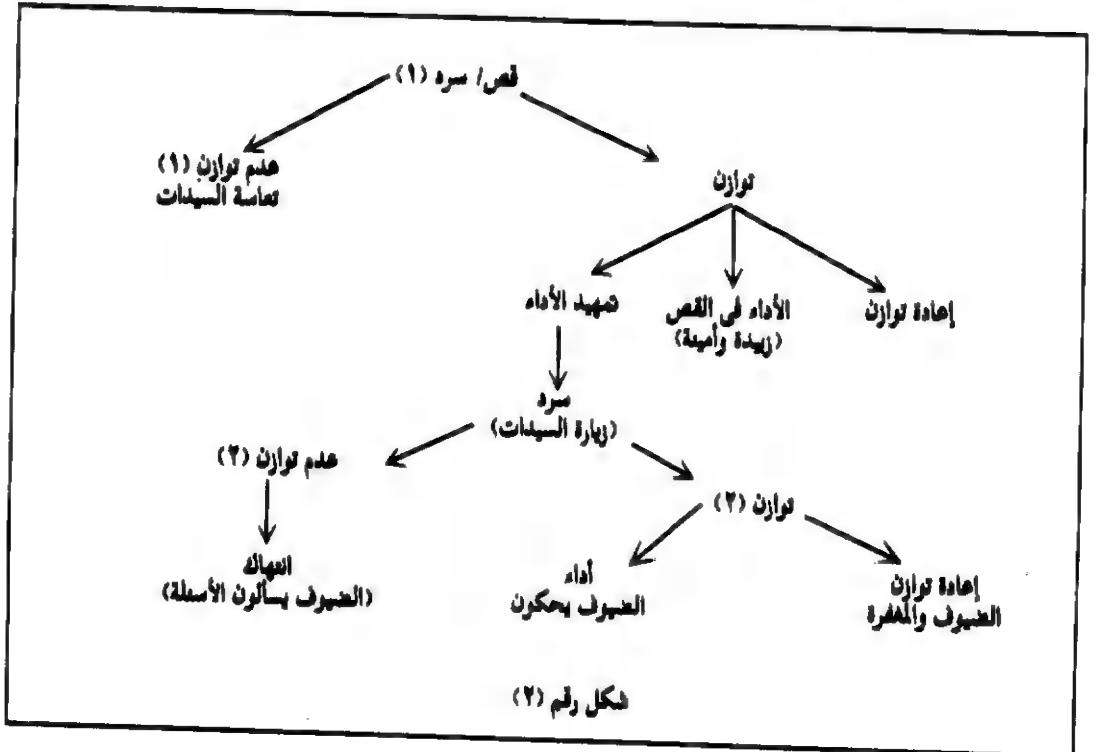 قص/ سرد (١)
عدم توازن (١)
تعاسة السيدات
توازن
إعادة توازن
الأداء في القص
(زبيدة وأمينة)
تمهيد الأداء
سرد
(زيارة السيدات)
عدم توازن (٢)
توازن (٢)
انتهاك
(الضيوف يسألون الأسئلة)
أداء
الضيوف يحكون
إعادة توازن
الضيوف والمغفرة
شكل رقم (٢)